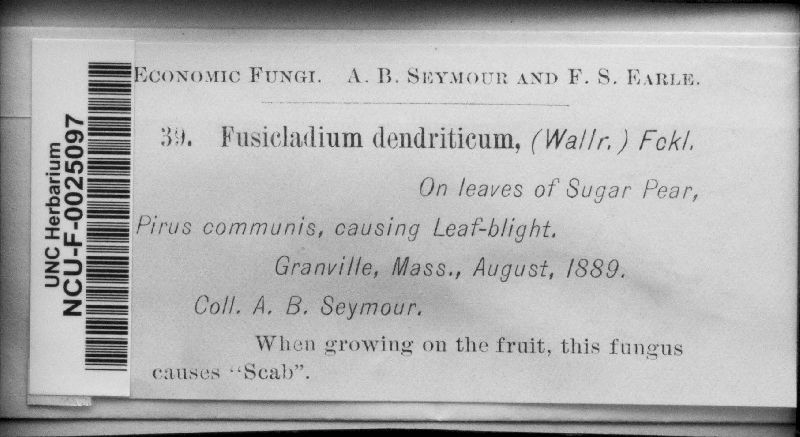 Economic Fungi. A. B. Seymour and F. S. Earle.
39. Fusicladium dendriticum, (Wallr.) Fckl.
On leaves of Sugar Pear,
Pirus communis, causing Leaf-blight.
Granville, Mass., August, 1889.
Coll. A. B. Seymour.
When growing on the fruit, this fungus
causes "Scab".
UNC Herbarium
NCU-F-0025097